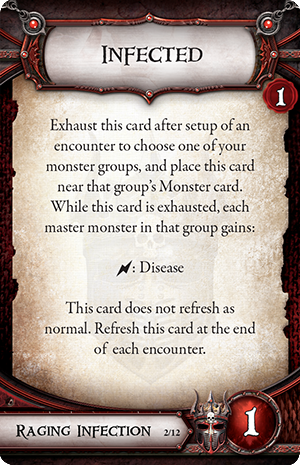 Infected
1
Exhaust this card after setup of an
encounter to choose one of your
monster groups, and place this card
near that group's Monster card.
While this card is exhausted, each
master monster in that group gains:
: Disease
This card does not refresh as
normal. Refresh this card at the end
of each encounter.
Raging Infection 2/12
1